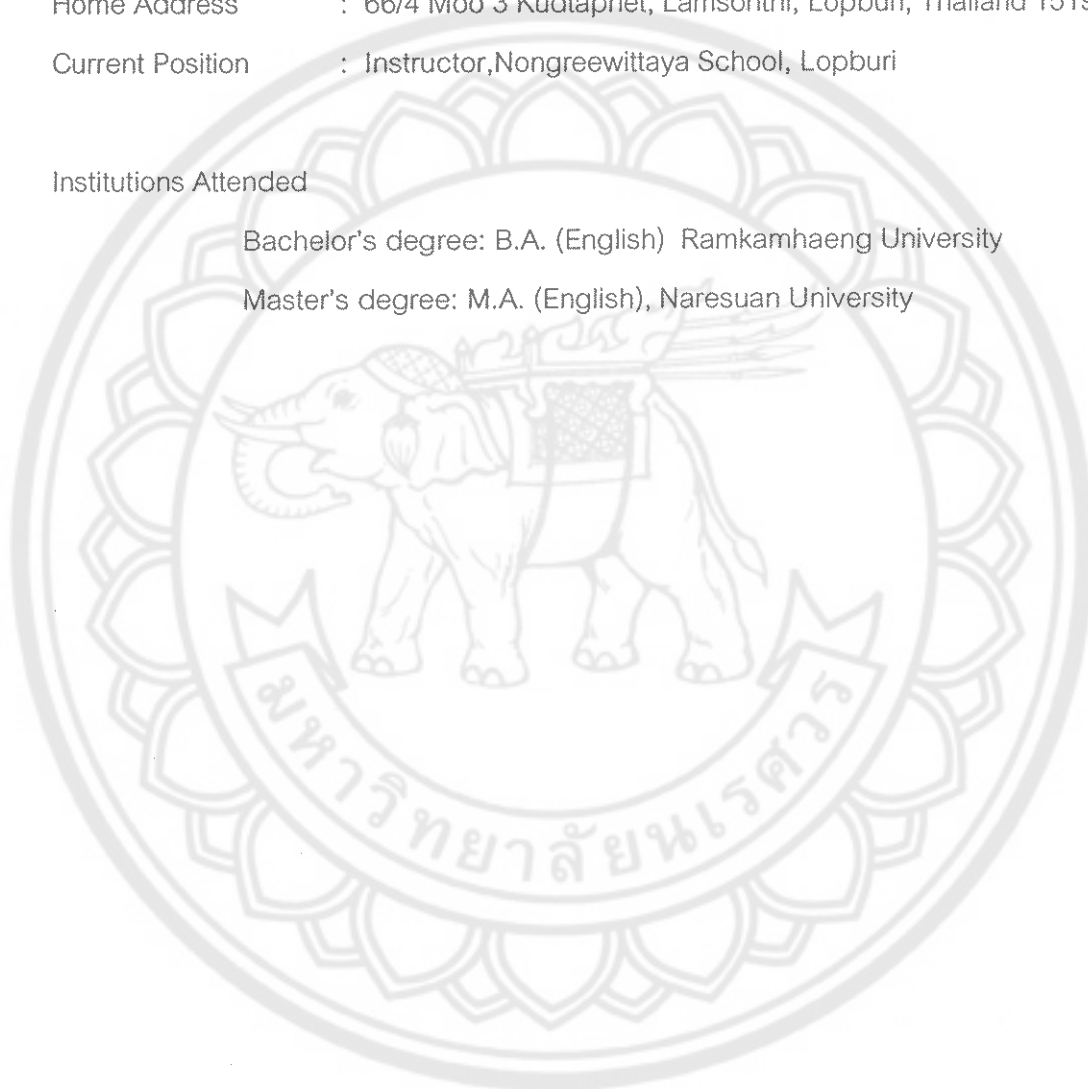 Home Address : 66/4 Moo 3 Kudtaphet, Lamsonthi, Lopburi, Thailand
Current Position : Instructor,Nongreewittaya School, Lopburi
Institutions Attended
Bachelor's degree: B.A. (English) Ramkamhaeng University
Master's degree: M.A. (English), Naresuan University
มหาวิทยาลัยนเรศวร